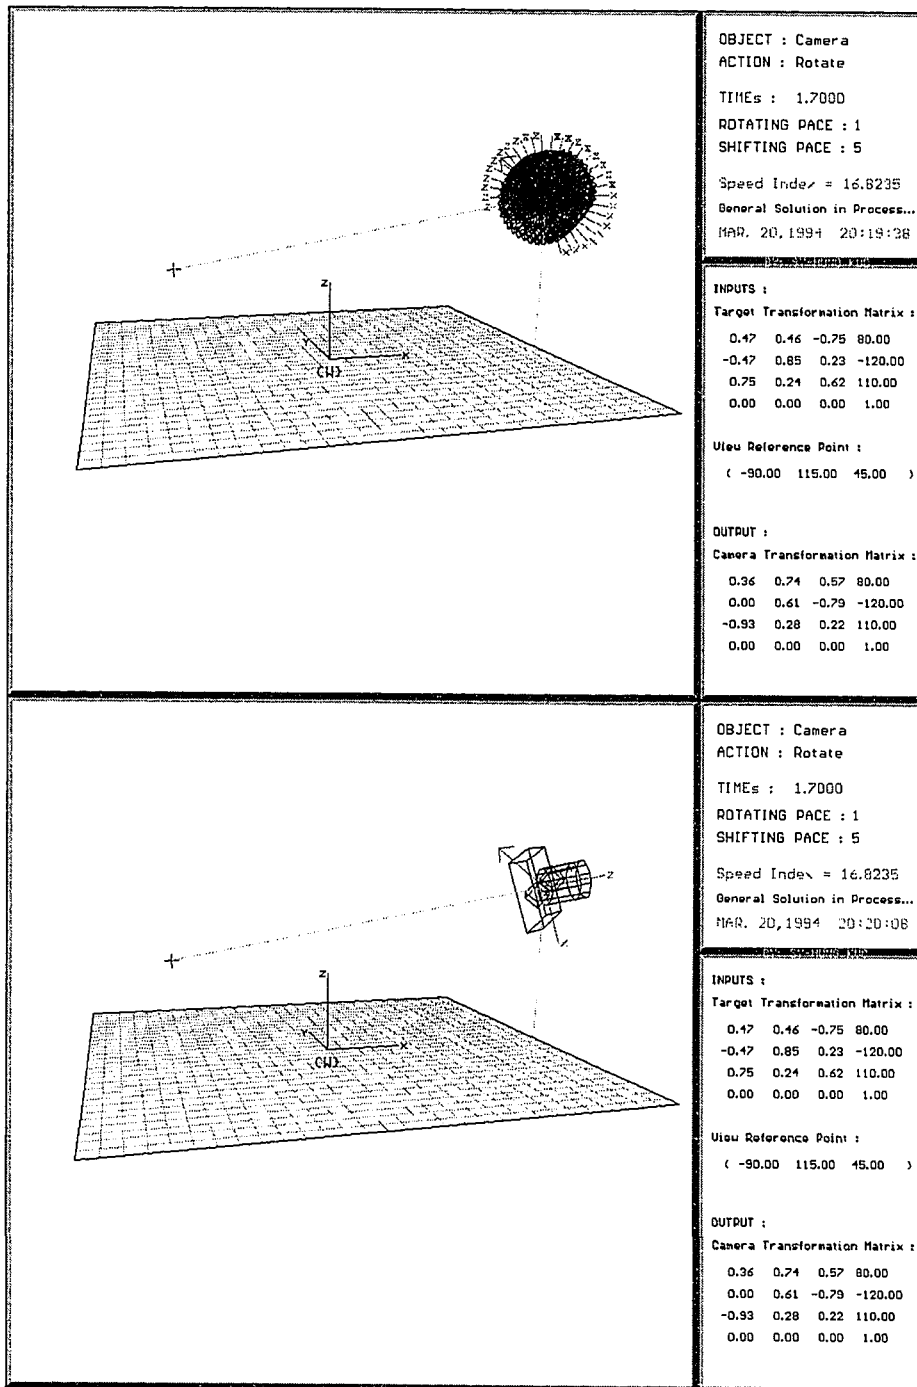 OBJECT : Camera
ACTION : Rotate
TIMEs : 1.7000
ROTATING PACE : 1
SHIFTING PACE : 5
Speed Index = 16.8235
General Solution in Process...
MAR. 20,1994 20:19:38
z
Y
x
(W)
INPUTS :
Target Transformation Matrix :
0.47 0.46 -0.75 80.00
-0.47 0.85 0.23 -120.00
0.75 0.24 0.62 110.00
0.00 0.00 0.00 1.00
View Reference Point :
( -90.00 115.00 45.00 )
OUTPUT :
Camera Transformation Matrix :
0.36 0.74 0.57 80.00
0.00 0.61 -0.79 -120.00
-0.93 0.28 0.22 110.00
0.00 0.00 0.00 1.00
OBJECT : Camera
ACTION : Rotate
TIMEs : 1.7000
ROTATING PACE : 1
SHIFTING PACE : 5
Speed Index = 16.8235
General Solution in Process...
MAR. 20,1994 20:20:08
z
z
Y
x
(W)
INPUTS :
Target Transformation Matrix :
0.47 0.46 -0.75 80.00
-0.47 0.85 0.23 -120.00
0.75 0.24 0.62 110.00
0.00 0.00 0.00 1.00
View Reference Point :
( -90.00 115.00 45.00 )
OUTPUT :
Camera Transformation Matrix :
0.36 0.74 0.57 80.00
0.00 0.61 -0.79 -120.00
-0.93 0.28 0.22 110.00
0.00 0.00 0.00 1.00